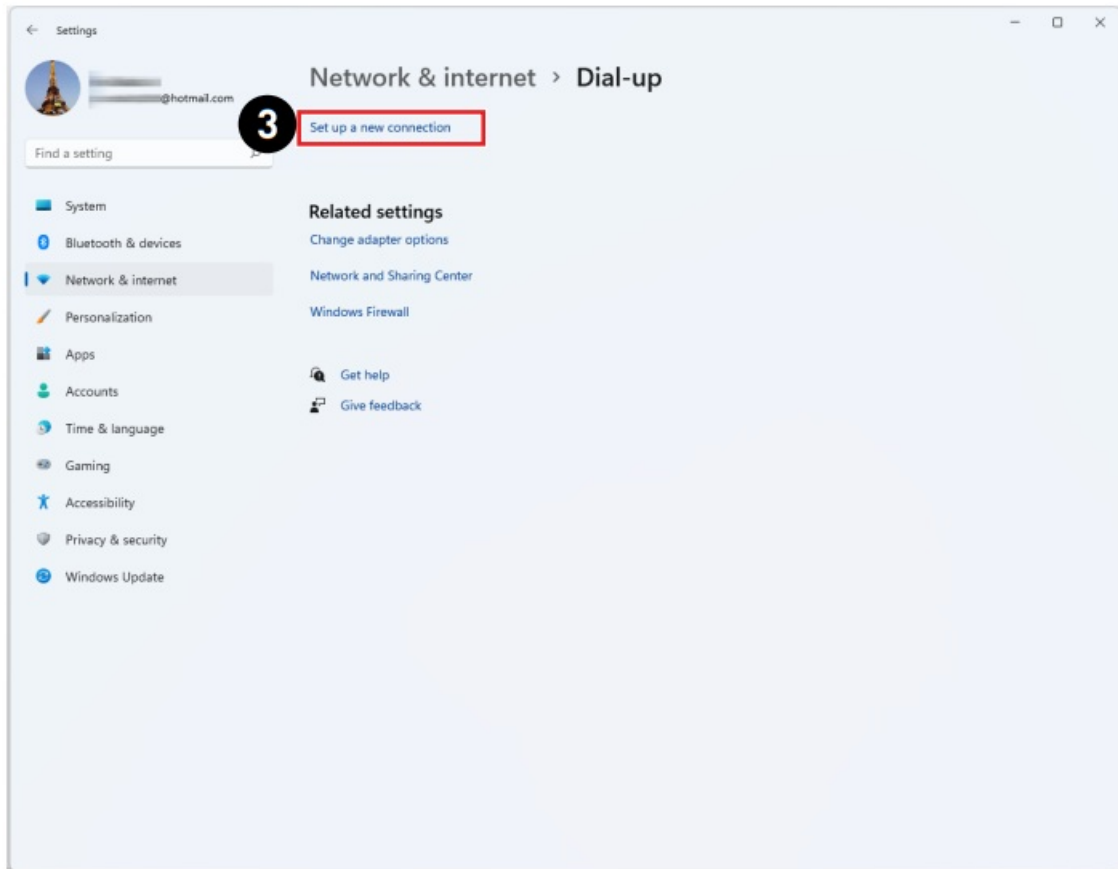 Settings
@hotmail.com
Network & internet > Dial-up
3
Set up a new connection
Find a setting
System
Bluetooth & devices
Network & internet
Personalization
Apps
Accounts
Time & language
Gaming
Accessibility
Privacy & security
Windows Update
Related settings
Change adapter options
Network and Sharing Center
Windows Firewall
Get help
Give feedback